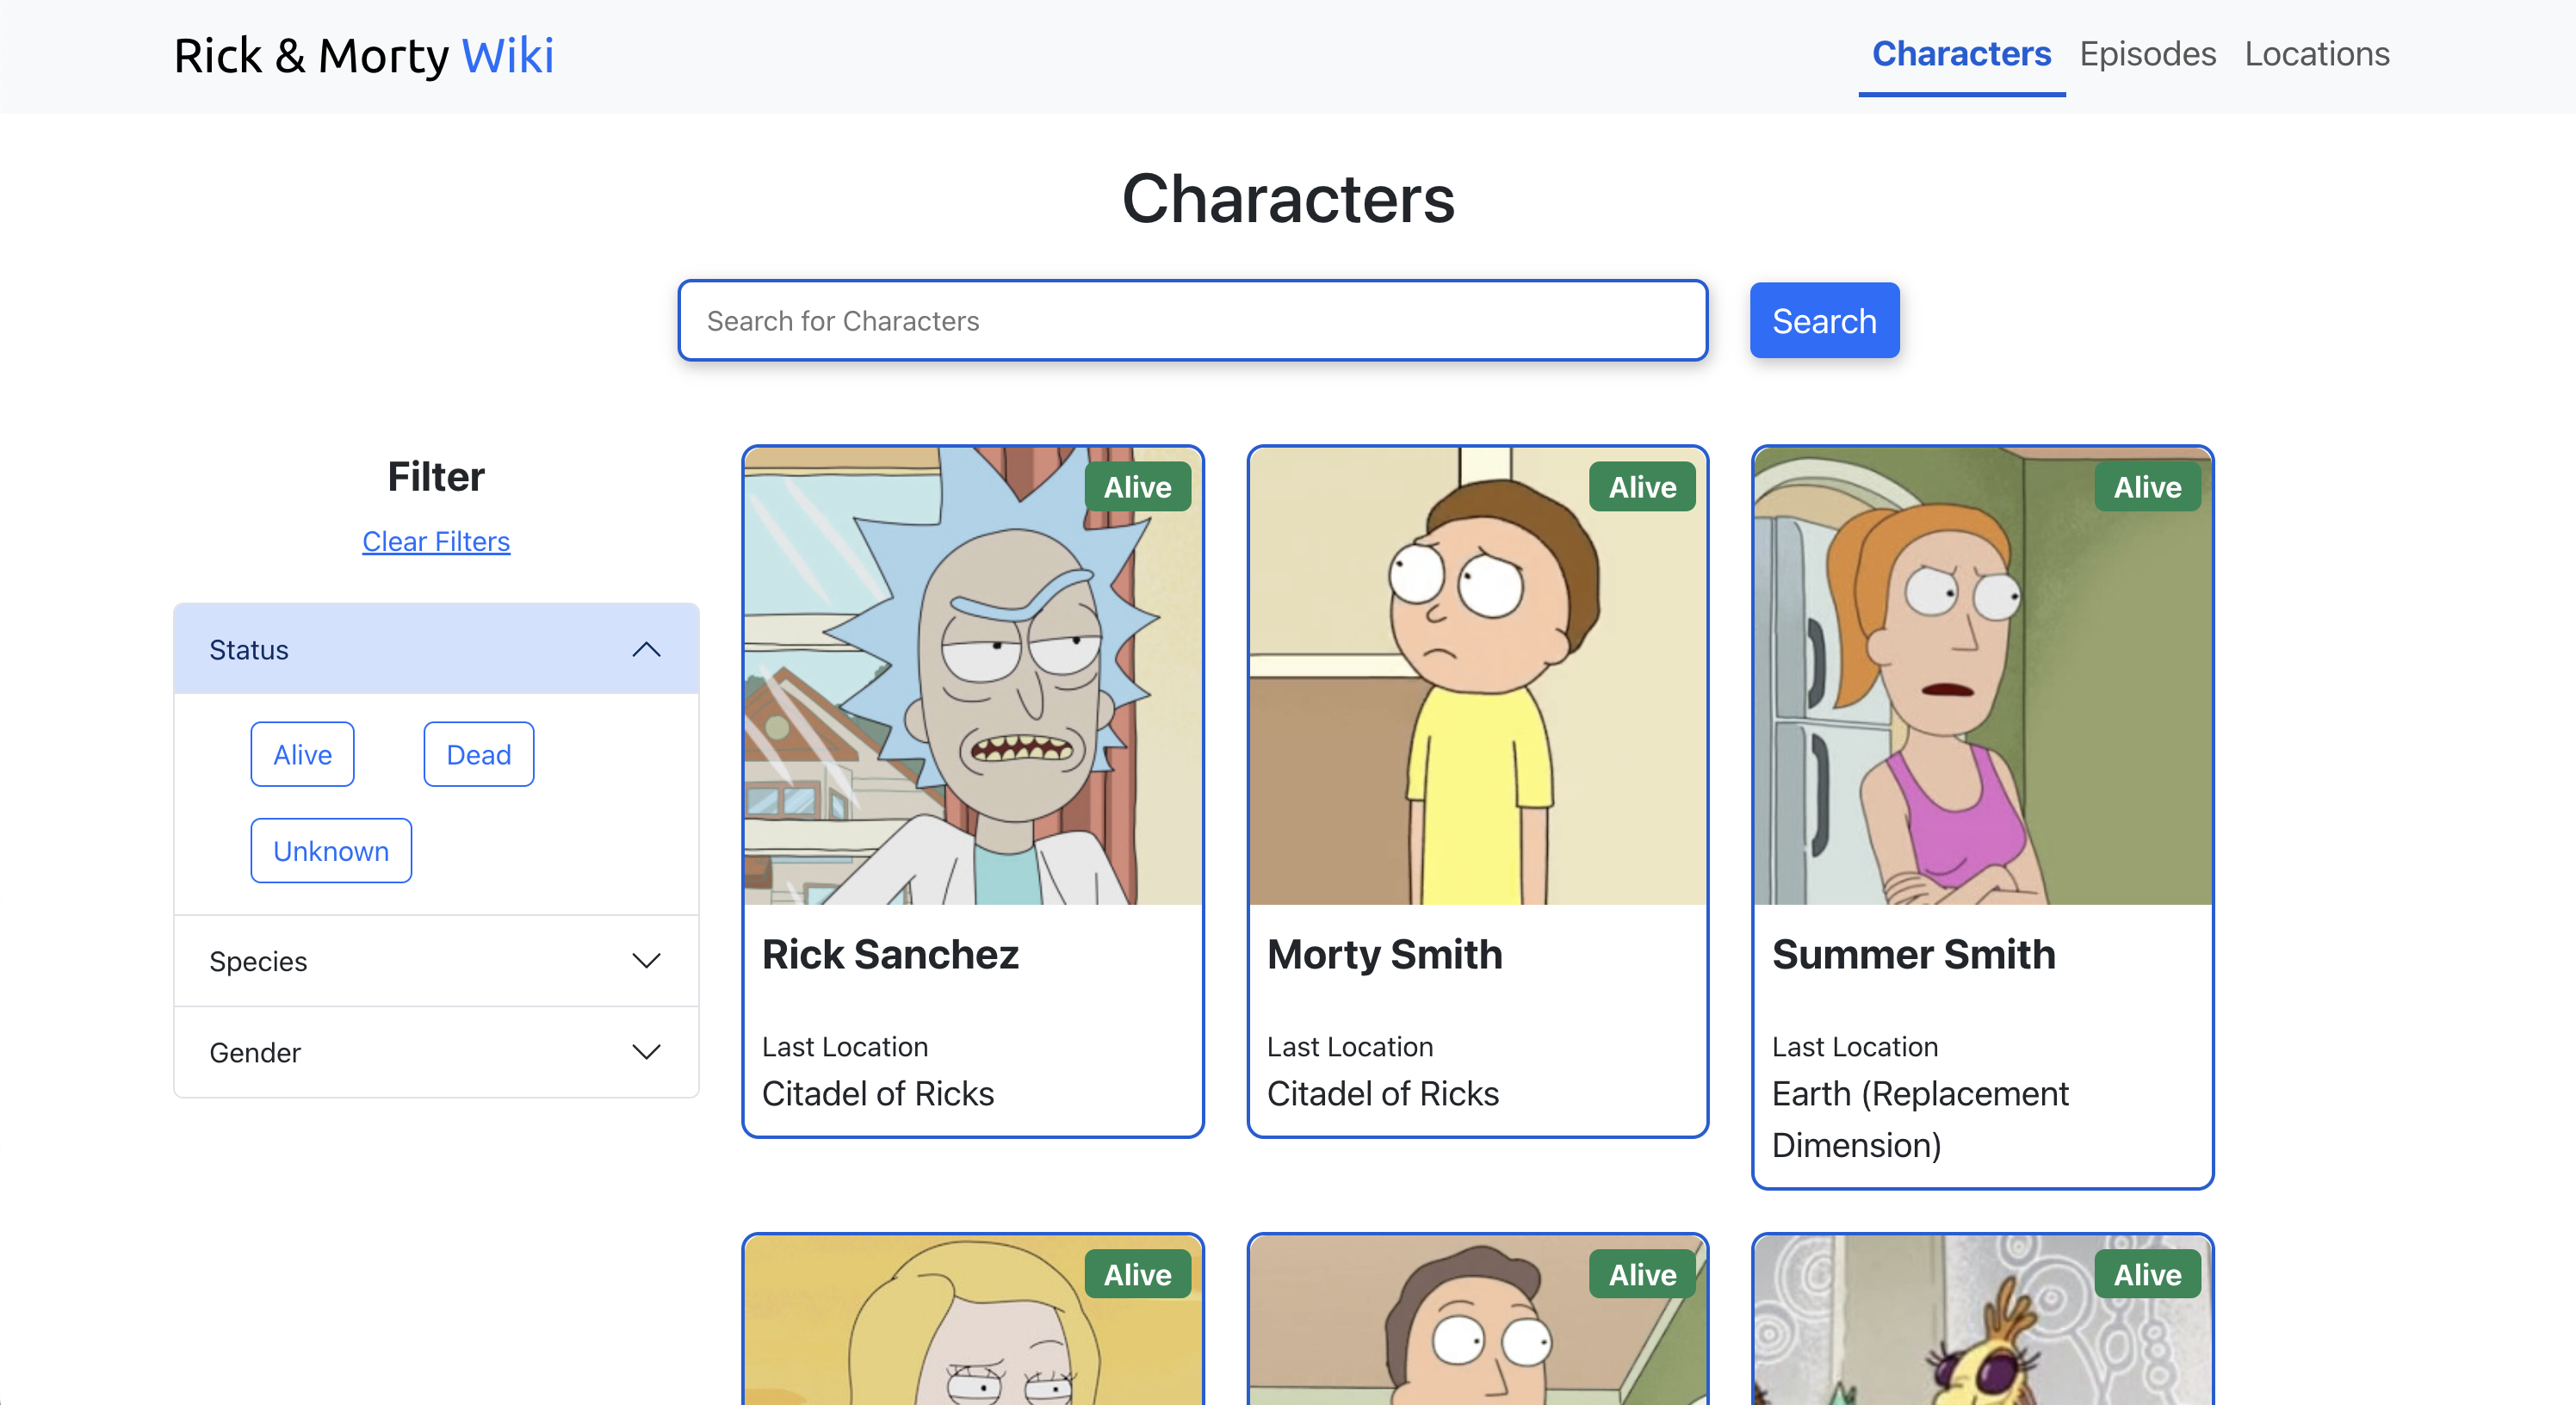 Rick & Morty Wiki
Characters Episodes Locations
Characters
Search for Characters
Search
Filter
Clear Filters
Status
Alive
Dead
Unknown
Species
Gender
Alive
Rick Sanchez
Last Location
Citadel of Ricks
Alive
Morty Smith
Last Location
Citadel of Ricks
Alive
Summer Smith
Last Location
Earth (Replacement
Dimension)
Alive
Alive
Alive